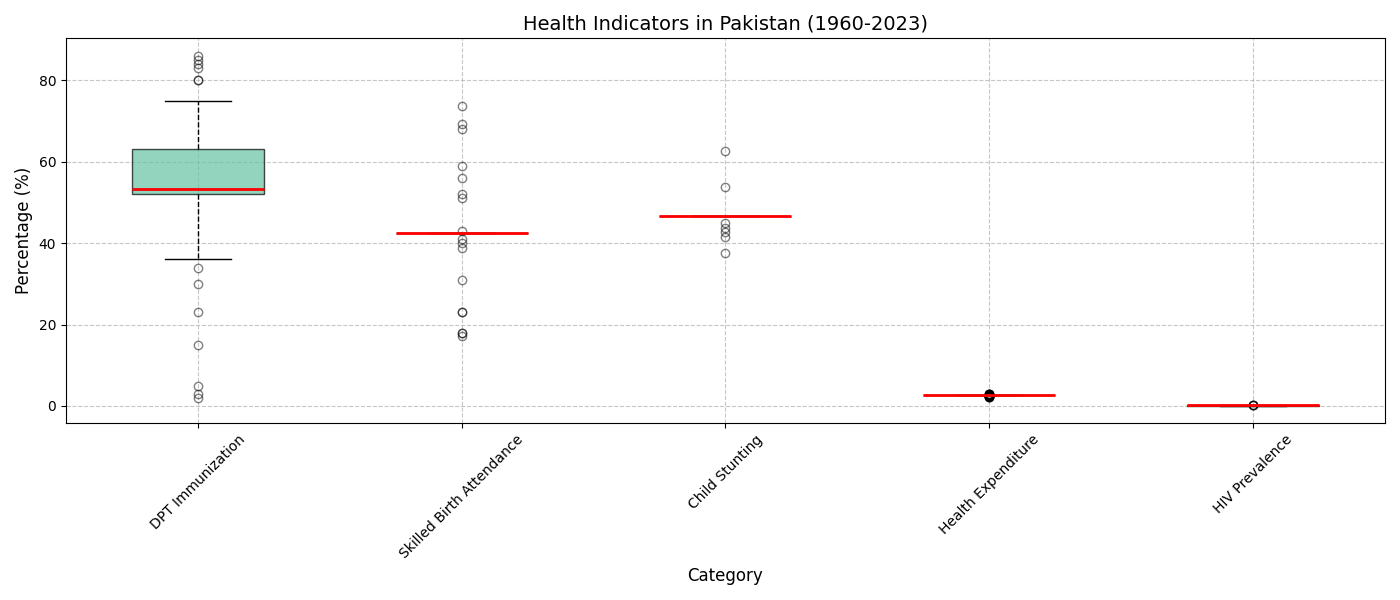 Health Indicators in Pakistan (1960-2023)
Percentage (%)
80
60
40
20
0
DPT Immunization
Skilled Birth Attendance
Child Stunting
Health Expenditure
HIV Prevalence
Category